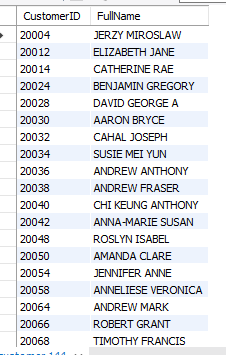 CustomerID FullName
20004 JERZY MIROSLAW
20012 ELIZABETH JANE
20014 CATHERINE RAE
20024 BENJAMIN GREGORY
20028 DAVID GEORGE A
20030 AARON BRYCE
20032 CAHAL JOSEPH
20034 SUSIE MEI YUN
20036 ANDREW ANTHONY
20038 ANDREW FRASER
20040 CHI KEUNG ANTHONY
20042 ANNA-MARIE SUSAN
20048 ROSLYN ISABEL
20050 AMANDA CLARE
20054 JENNIFER ANNE
20058 ANNELIESE VERONICA
20064 ANDREW MARK
20066 ROBERT GRANT
20068 TIMOTHY FRANCIS